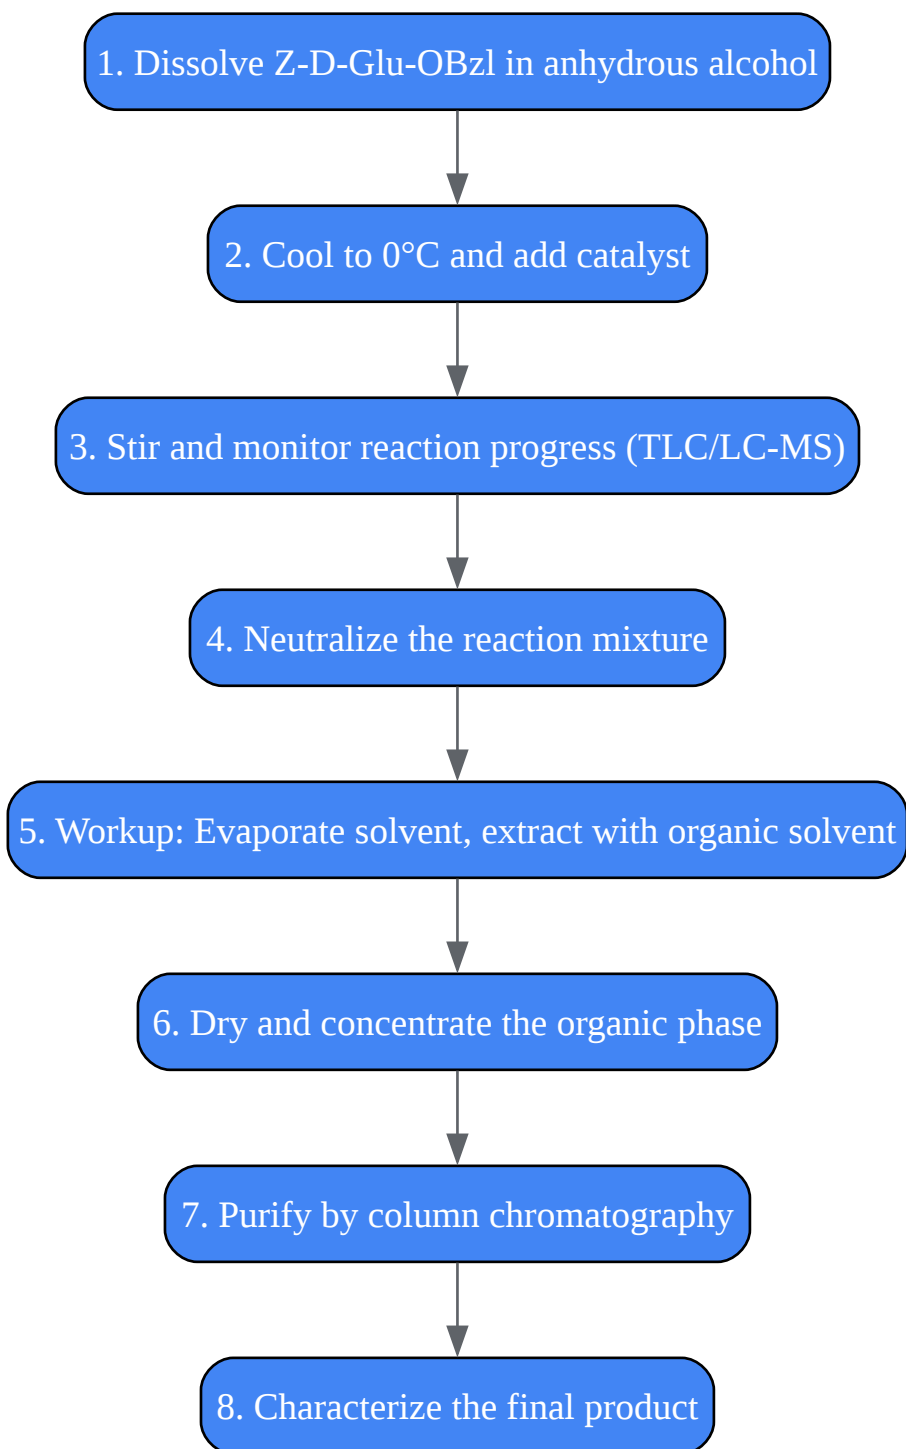 1. Dissolve Z-D-Glu-OBzl in anhydrous alcohol
2. Cool to 0°C and add catalyst
3. Stir and monitor reaction progress (TLC/LC-MS)
4. Neutralize the reaction mixture
5. Workup: Evaporate solvent, extract with organic solvent
6. Dry and concentrate the organic phase
7. Purify by column chromatography
8. Characterize the final product